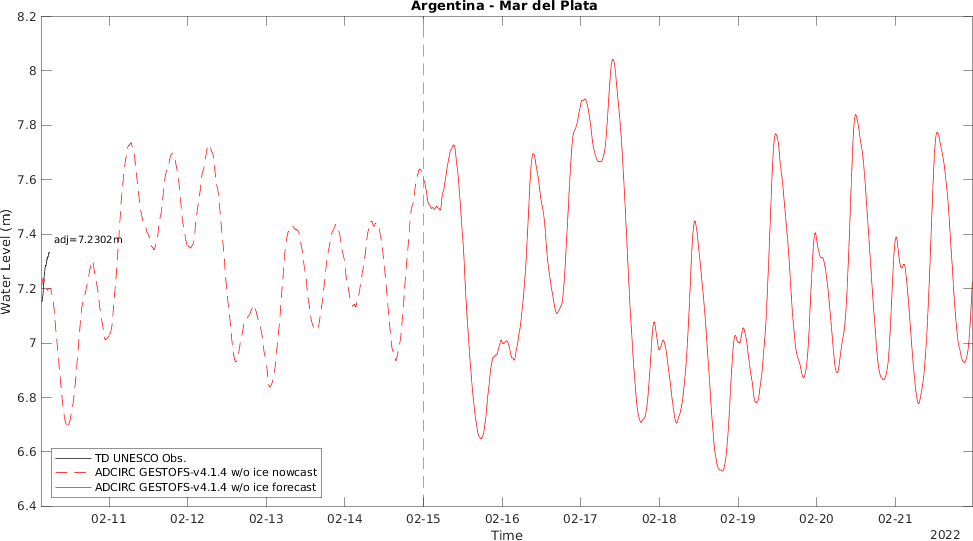 Argentina - Mar del Plata
8.2
8
7.8
7.6
7.4
7.2
7
6.8
6.6
6.4
Water Level (m)
adj=7.2302m
TD UNESCO Obs.
ADCIRC GESTOFS-v4.1.4 w/o ice nowcast
ADCIRC GESTOFS-v4.1.4 w/o ice forecast
02-11 02-12 02-13 02-14 02-15 02-16 02-17 02-18 02-19 02-20 02-21
Time
2022